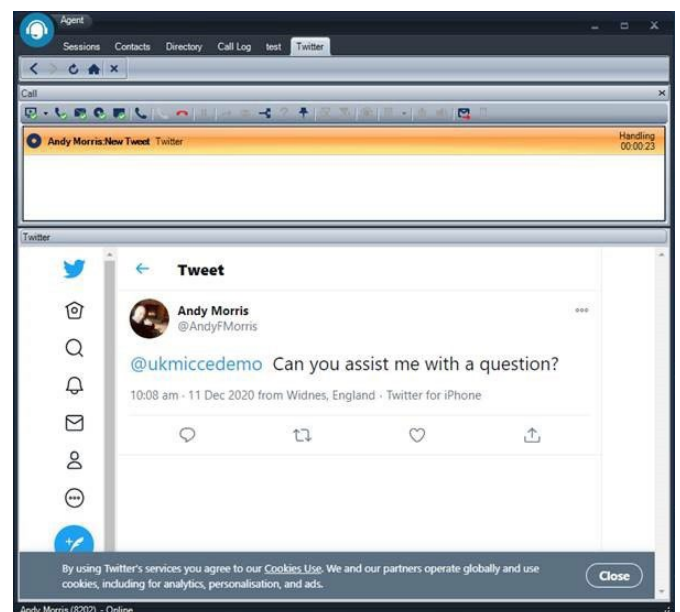 Agent
Sessions Contacts Directory Call Log test Twitter
Call
Andy Morris:New Tweet Twitter
Handling
00:00:23
Twitter
Tweet
Andy Morris
@AndyFMorris
@ukmiccedemo Can you assist me with a question?
10:08 am · 11 Dec 2020 from Widnes, England · Twitter for iPhone
By using Twitter's services you agree to our Cookies Use. We and our partners operate globally and use
cookies, including for analytics, personalisation, and ads.
Close
Andy Morris (8202) - Online